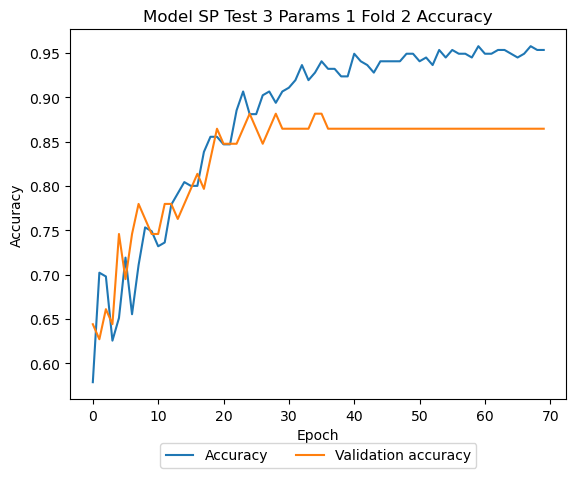 Model SP Test 3 Params 1 Fold 2 Accuracy
Accuracy
0.95
0.90
0.85
0.80
0.75
0.70
0.65
0.60
0 10 20 30 40 50 60 70
Epoch
Accuracy Validation accuracy